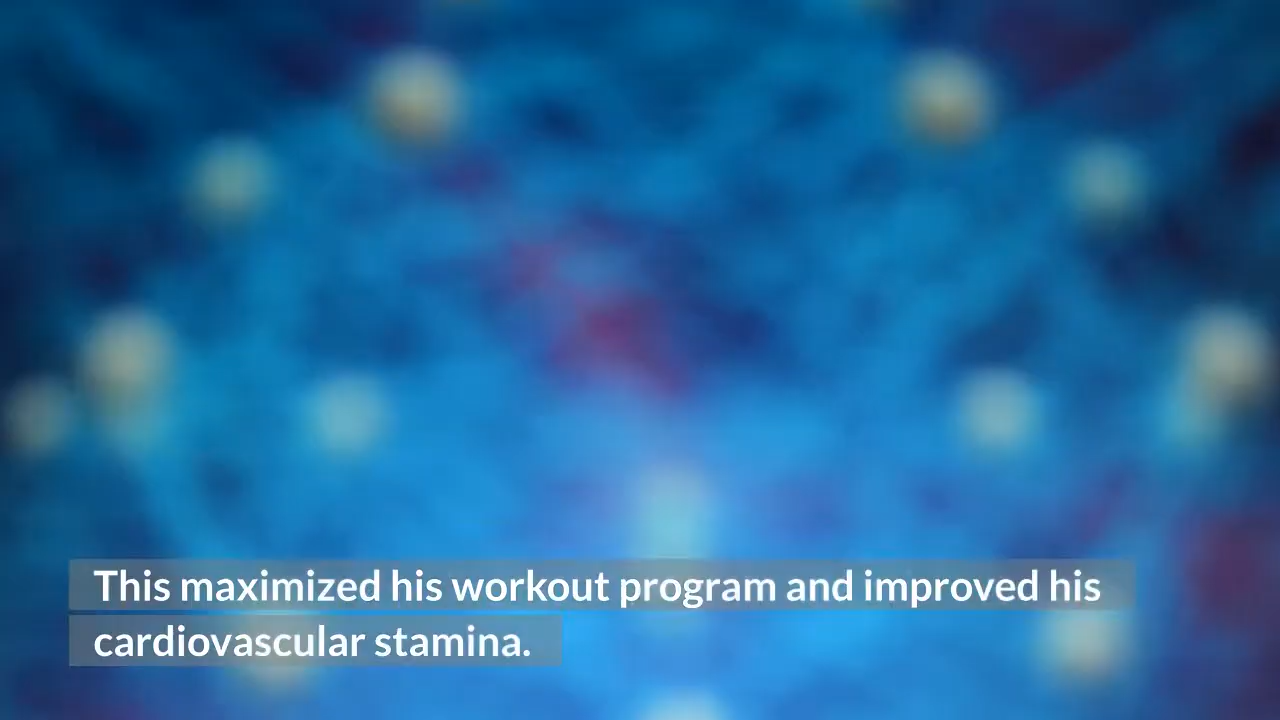 This maximized his workout program and improved his
cardiovascular stamina.